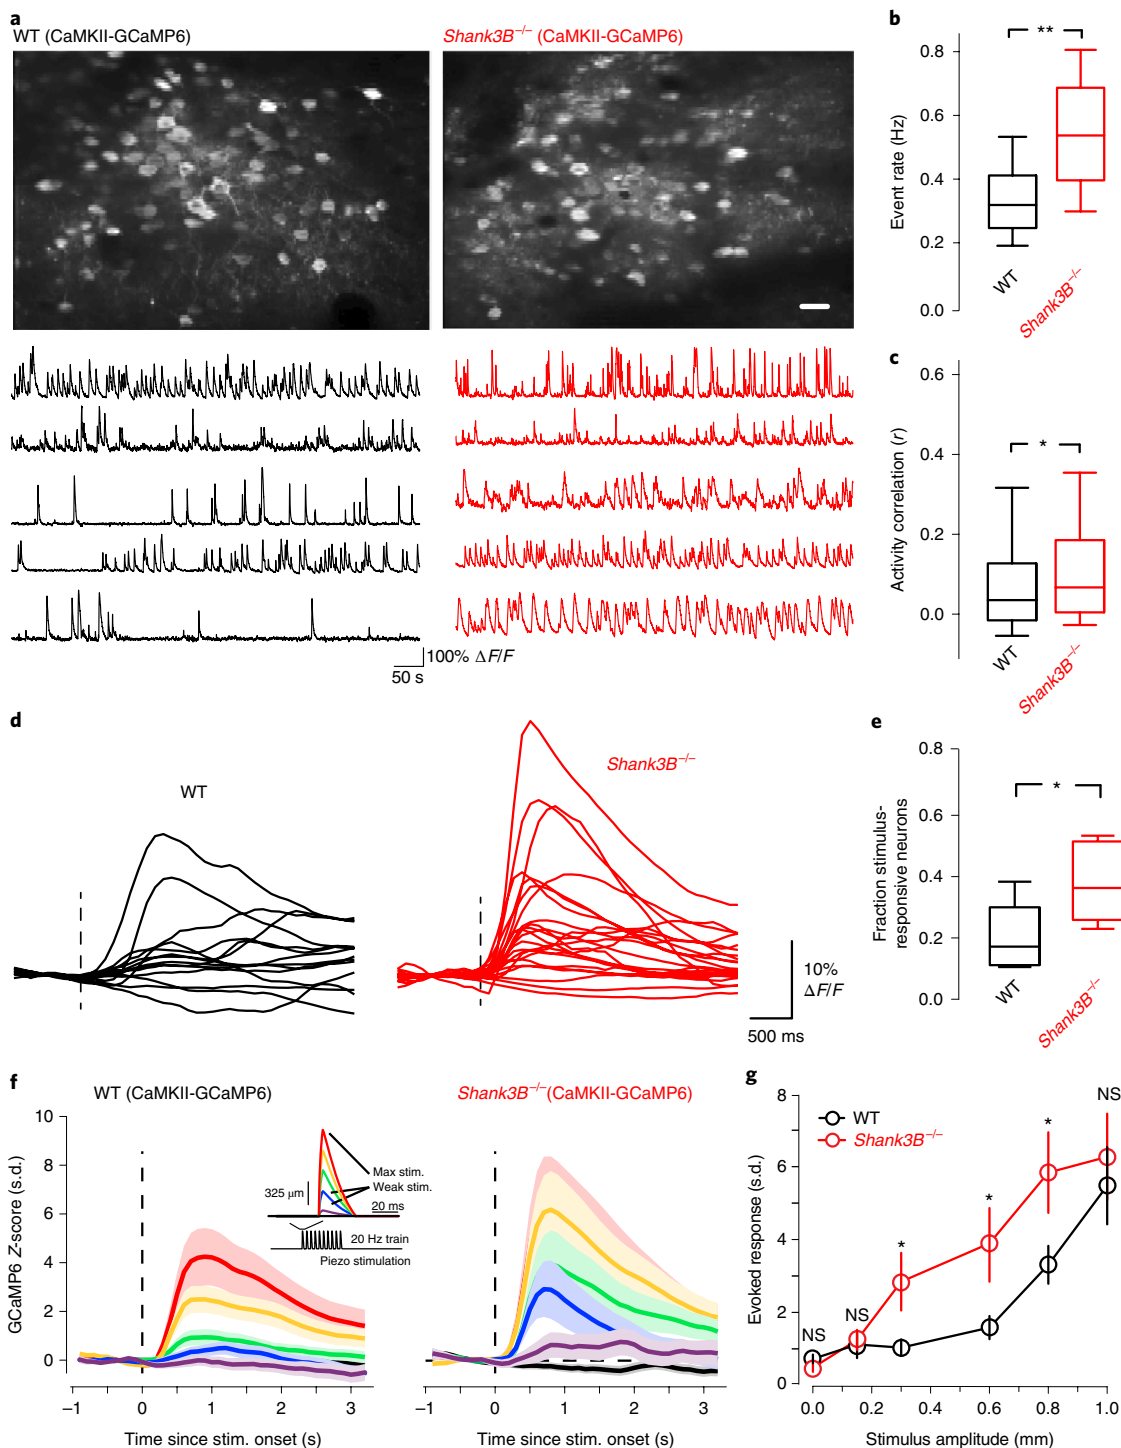 a
WT (CaMKII-GCaMP6)
Shank3B–/– (CaMKII-GCaMP6)
100% ΔF/F
50 s
b
**
0.8
0.6
0.4
0.2
0.0
Event rate (Hz)
WT
Shank3B–/–
c
*
0.6
0.4
0.2
0.0
Activity correlation (r)
WT
Shank3B–/–
d
WT
Shank3B–/–
10%
ΔF/F
500 ms
e
*
0.8
0.6
0.4
0.2
0.0
Fraction stimulus-
responsive neurons
WT
Shank3B–/–
f
WT (CaMKII-GCaMP6)
Shank3B–/–(CaMKII-GCaMP6)
10
8
6
4
2
0
GCaMP6 Z-score (s.d.)
325 μm
Max stim.
Weak stim.
20 ms
20 Hz train
Piezo stimulation
–1 0 1 2 3
Time since stim. onset (s)
–1 0 1 2 3
Time since stim. onset (s)
g
WT
Shank3B–/–
8
6
4
2
0
Evoked response (s.d.)
NS
NS
*
*
*
NS
0.0 0.2 0.4 0.6 0.8 1.0
Stimulus amplitude (mm)